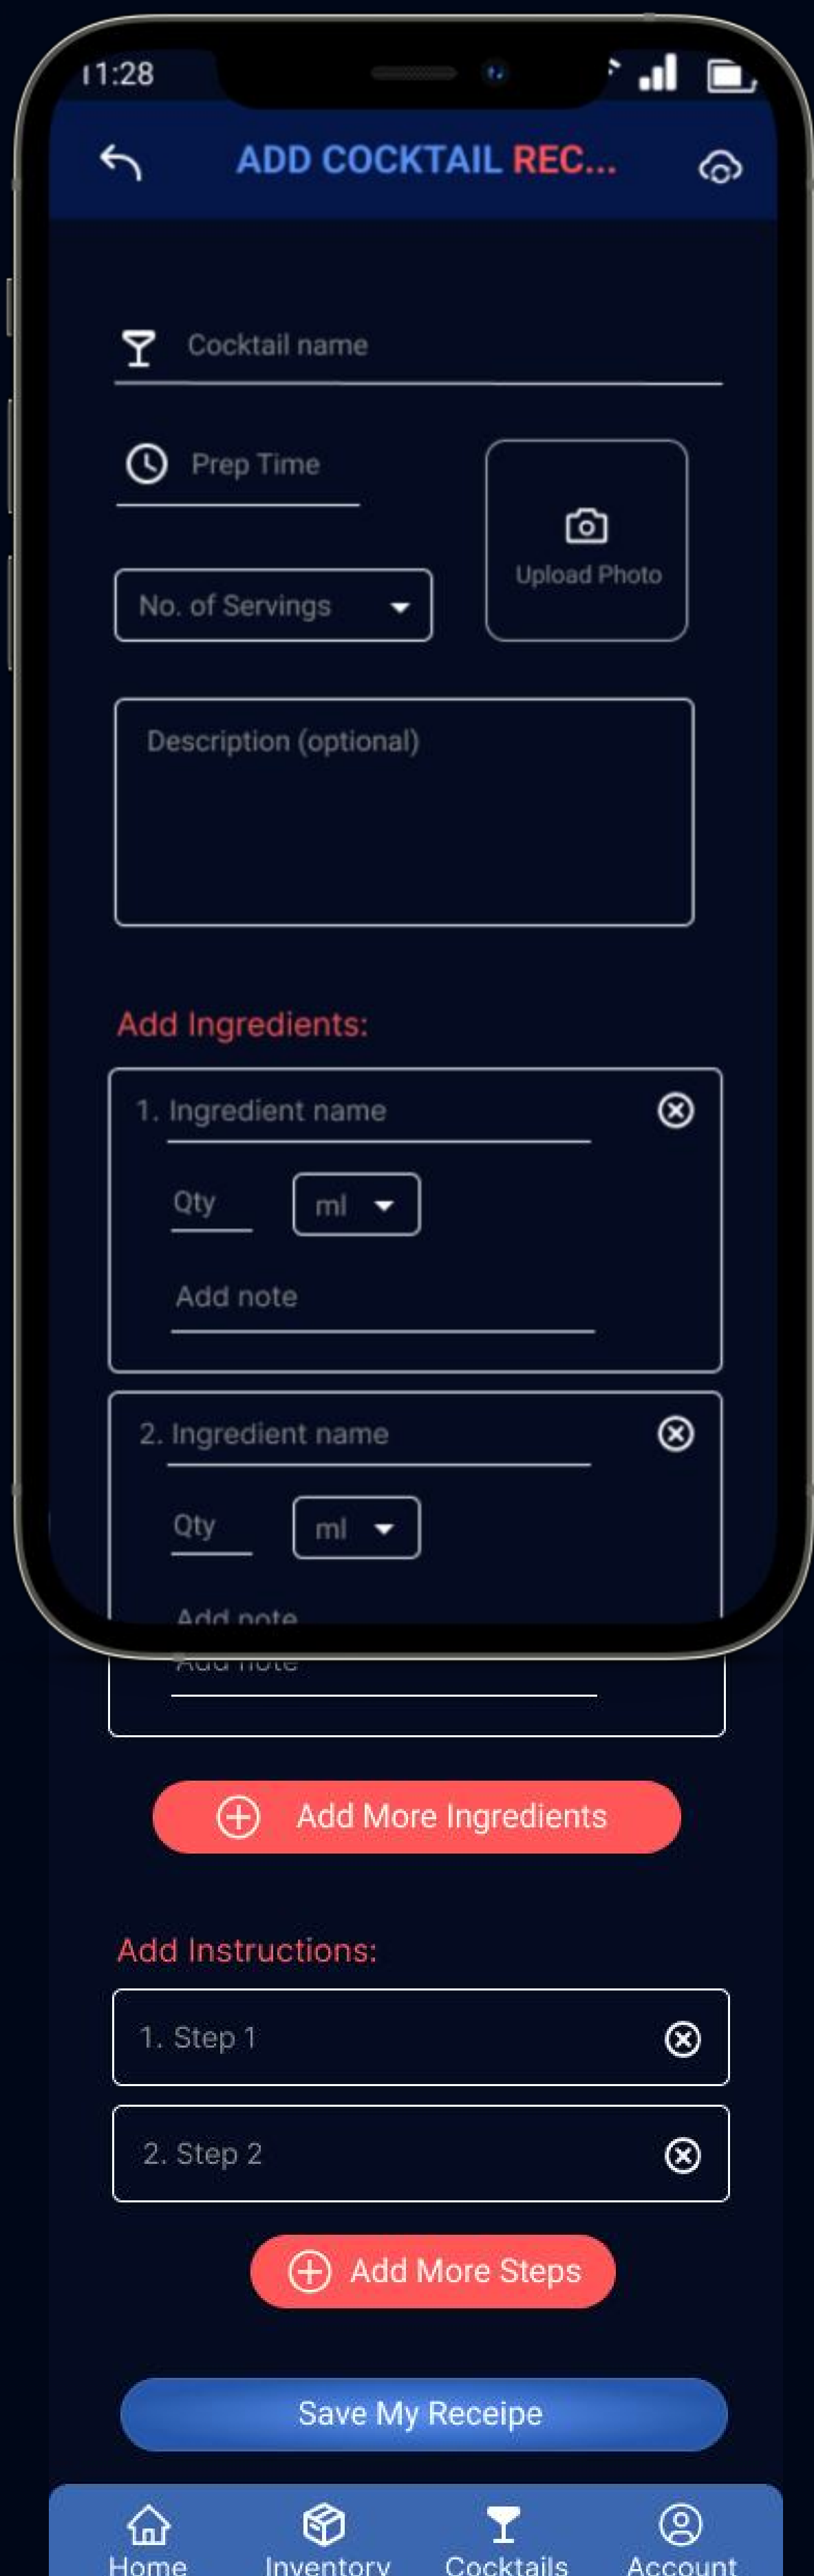 11:28
ADD COCKTAIL REC...
Cocktail name
Prep Time
Upload Photo
No. of Servings
Description (optional)
Add Ingredients:
1. Ingredient name
Qty
ml
Add note
2. Ingredient name
Qty
ml
Add note
Add note
Add More Ingredients
Add Instructions:
1. Step 1
2. Step 2
Add More Steps
Save My Receipe
Home
Inventory
Cocktails
Account